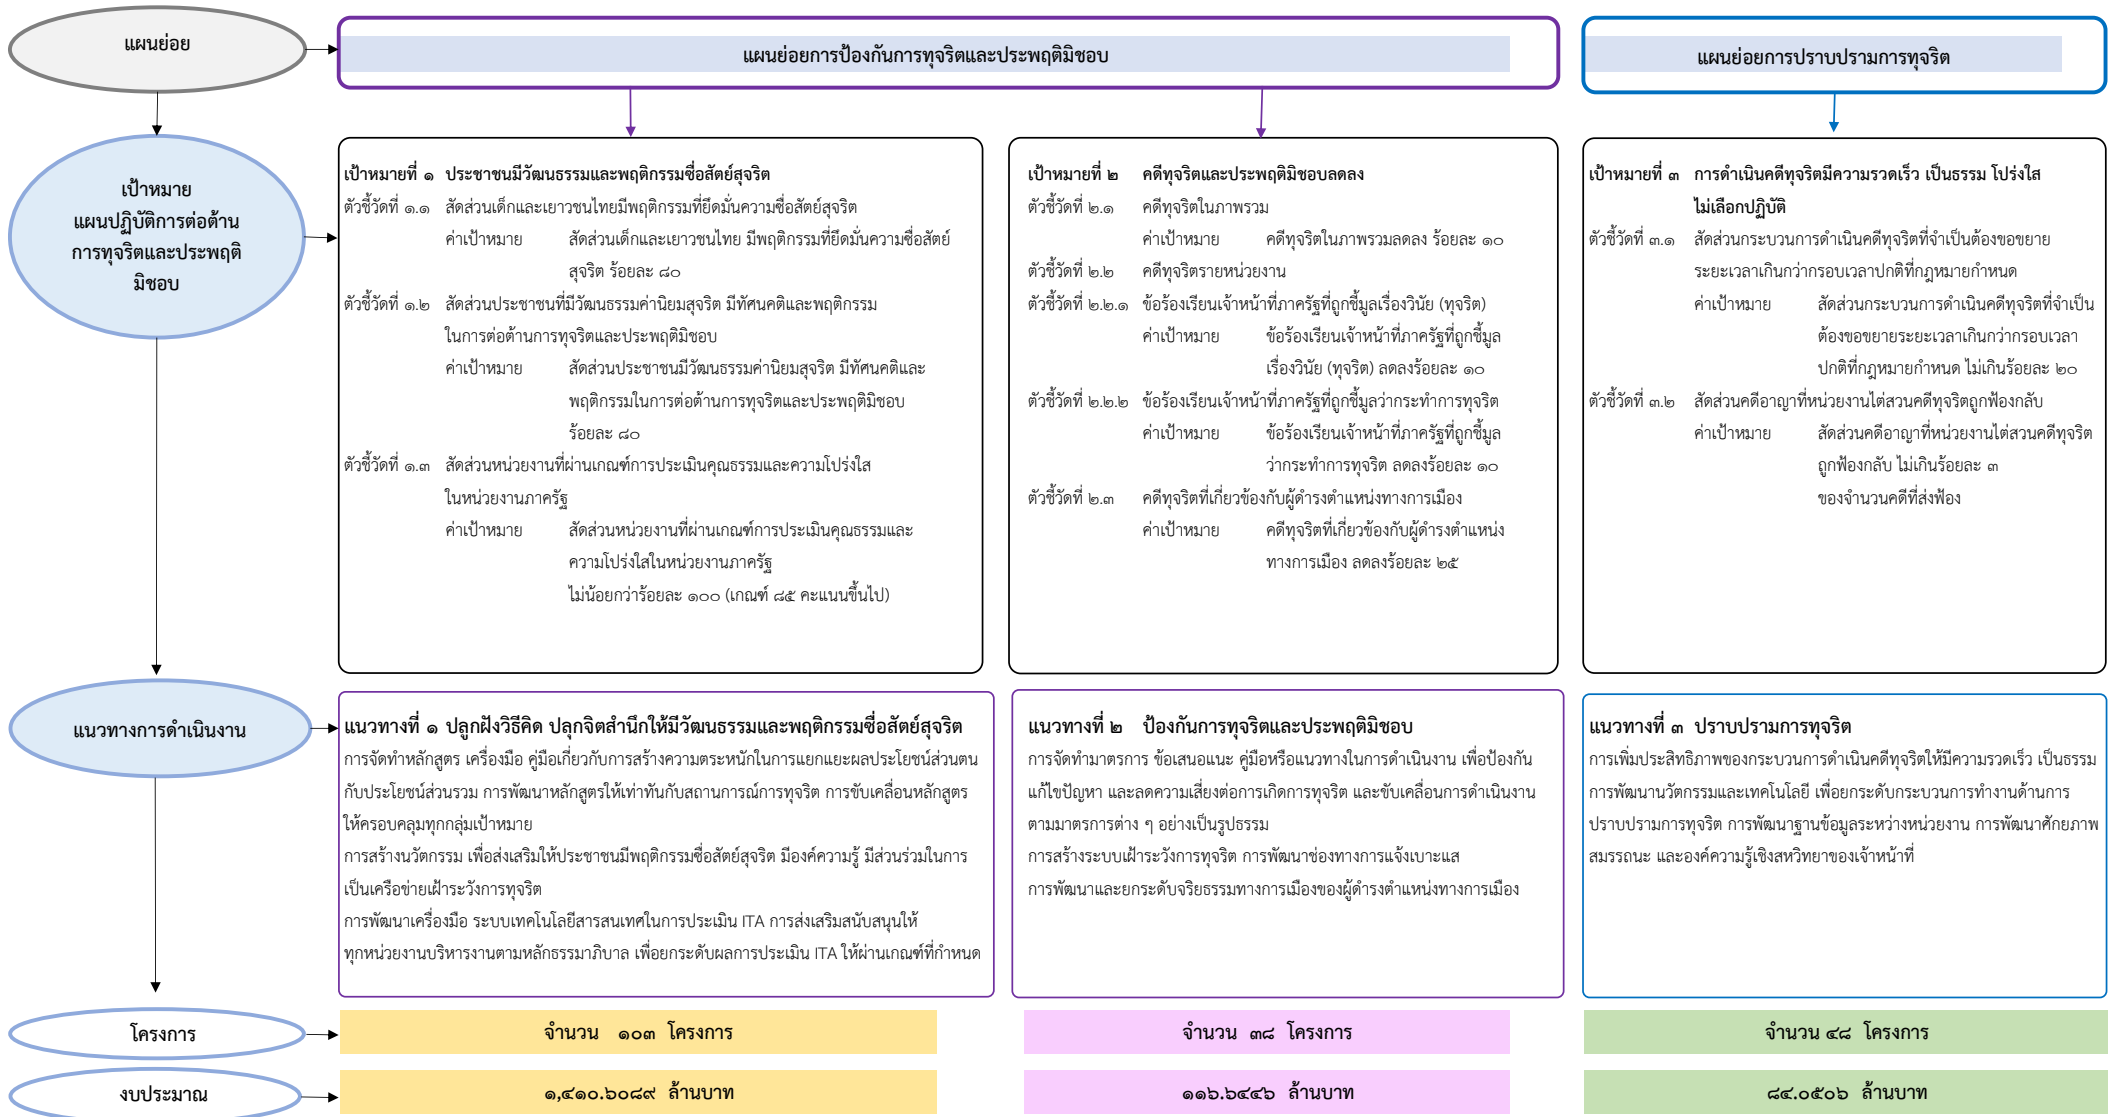 แผนย่อย
แผนย่อยการป้องกันการทุจริตและประพฤติมิชอบ
แผนย่อยการปราบปรามการทุจริต
เป้าหมาย
แผนปฏิบัติการต่อต้าน
การทุจริตและประพฤติ
มิชอบ
เป้าหมายที่ ๑ ประชาชนมีวัฒนธรรมและพฤติกรรมซื่อสัตย์สุจริต
ตัวชี้วัดที่ ๑.๑ สัดส่วนเด็กและเยาวชนไทยมีพฤติกรรมที่ยึดมั่นความซื่อสัตย์สุจริต
ค่าเป้าหมาย สัดส่วนเด็กและเยาวชนไทย มีพฤติกรรมที่ยึดมั่นความซื่อสัตย์
สุจริต ร้อยละ ๘๐
ตัวชี้วัดที่ ๑.๒ สัดส่วนประชาชนที่มีวัฒนธรรมค่านิยมสุจริต มีทัศนคติและพฤติกรรม
ในการต่อต้านการทุจริตและประพฤติมิชอบ
ค่าเป้าหมาย สัดส่วนประชาชนมีวัฒนธรรมค่านิยมสุจริต มีทัศนคติและ
พฤติกรรมในการต่อต้านการทุจริตและประพฤติมิชอบ
ร้อยละ ๘๐
ตัวชี้วัดที่ ๑.๓ สัดส่วนหน่วยงานที่ผ่านเกณฑ์การประเมินคุณธรรมและความโปร่งใส
ในหน่วยงานภาครัฐ
ค่าเป้าหมาย สัดส่วนหน่วยงานที่ผ่านเกณฑ์การประเมินคุณธรรมและ
ความโปร่งใสในหน่วยงานภาครัฐ
ไม่น้อยกว่าร้อยละ ๑๐๐ (เกณฑ์ ๘๕ คะแนนขึ้นไป)
เป้าหมายที่ ๒ คดีทุจริตและประพฤติมิชอบลดลง
ตัวชี้วัดที่ ๒.๑ คดีทุจริตในภาพรวม
ค่าเป้าหมาย คดีทุจริตในภาพรวมลดลง ร้อยละ ๑๐
ตัวชี้วัดที่ ๒.๒ คดีทุจริตรายหน่วยงาน
ตัวชี้วัดที่ ๒.๒.๑ ข้อร้องเรียนเจ้าหน้าที่ภาครัฐที่ถูกชี้มูลเรื่องวินัย (ทุจริต)
ค่าเป้าหมาย ข้อร้องเรียนเจ้าหน้าที่ภาครัฐที่ถูกชี้มูล
เรื่องวินัย (ทุจริต) ลดลงร้อยละ ๑๐
ตัวชี้วัดที่ ๒.๒.๒ ข้อร้องเรียนเจ้าหน้าที่ภาครัฐที่ถูกชี้มูลว่ากระทำการทุจริต
ค่าเป้าหมาย ข้อร้องเรียนเจ้าหน้าที่ภาครัฐที่ถูกชี้มูล
ว่ากระทำการทุจริต ลดลงร้อยละ ๑๐
ตัวชี้วัดที่ ๒.๓ คดีทุจริตที่เกี่ยวข้องกับผู้ดำรงตำแหน่งทางการเมือง
ค่าเป้าหมาย คดีทุจริตที่เกี่ยวข้องกับผู้ดำรงตำแหน่ง
ทางการเมือง ลดลงร้อยละ ๒๕
เป้าหมายที่ ๓ การดำเนินคดีทุจริตมีความรวดเร็ว เป็นธรรม โปร่งใส
ไม่เลือกปฏิบัติ
ตัวชี้วัดที่ ๓.๑ สัดส่วนกระบวนการดำเนินคดีทุจริตที่จำเป็นต้องขอขยาย
ระยะเวลาเกินกว่ากรอบเวลาปกติที่กฎหมายกำหนด
ค่าเป้าหมาย สัดส่วนกระบวนการดำเนินคดีทุจริตที่จำเป็น
ต้องขอขยายระยะเวลาเกินกว่ากรอบเวลา
ปกติที่กฎหมายกำหนด ไม่เกินร้อยละ ๒๐
ตัวชี้วัดที่ ๓.๒ สัดส่วนคดีอาญาที่หน่วยงานไต่สวนคดีทุจริตถูกฟ้องกลับ
ค่าเป้าหมาย สัดส่วนคดีอาญาที่หน่วยงานไต่สวนคดีทุจริต
ถูกฟ้องกลับ ไม่เกินร้อยละ ๓
ของจำนวนคดีที่ส่งฟ้อง
แนวทางการดำเนินงาน
แนวทางที่ ๑ ปลูกฝังวิธีคิด ปลุกจิตสำนึกให้มีวัฒนธรรมและพฤติกรรมซื่อสัตย์สุจริต
การจัดทำหลักสูตร เครื่องมือ คู่มือเกี่ยวกับการสร้างความตระหนักในการแยกแยะผลประโยชน์ส่วนตน
กับประโยชน์ส่วนรวม การพัฒนาหลักสูตรให้เท่าทันกับสถานการณ์การทุจริต การขับเคลื่อนหลักสูตร
ให้ครอบคลุมทุกกลุ่มเป้าหมาย
การสร้างนวัตกรรม เพื่อส่งเสริมให้ประชาชนมีพฤติกรรมซื่อสัตย์สุจริต มีองค์ความรู้ มีส่วนร่วมในการ
เป็นเครือข่ายเฝ้าระวังการทุจริต
การพัฒนาเครื่องมือ ระบบเทคโนโลยีสารสนเทศในการประเมิน ITA การส่งเสริมสนับสนุนให้
ทุกหน่วยงานบริหารงานตามหลักธรรมาภิบาล เพื่อยกระดับผลการประเมิน ITA ให้ผ่านเกณฑ์ที่กำหนด
แนวทางที่ ๒ ป้องกันการทุจริตและประพฤติมิชอบ
การจัดทำมาตรการ ข้อเสนอแนะ คู่มือหรือแนวทางในการดำเนินงาน เพื่อป้องกัน
แก้ไขปัญหา และลดความเสี่ยงต่อการเกิดการทุจริต และขับเคลื่อนการดำเนินงาน
ตามมาตรการต่าง ๆ อย่างเป็นรูปธรรม
การสร้างระบบเฝ้าระวังการทุจริต การพัฒนาช่องทางการแจ้งเบาะแส
การพัฒนาและยกระดับจริยธรรมทางการเมืองของผู้ดำรงตำแหน่งทางการเมือง
แนวทางที่ ๓ ปราบปรามการทุจริต
การเพิ่มประสิทธิภาพของกระบวนการดำเนินคดีทุจริตให้มีความรวดเร็ว เป็นธรรม
การพัฒนานวัตกรรมและเทคโนโลยี เพื่อยกระดับกระบวนการทำงานด้านการ
ปราบปรามการทุจริต การพัฒนาฐานข้อมูลระหว่างหน่วยงาน การพัฒนาศักยภาพ
สมรรถนะ และองค์ความรู้เชิงสหวิทยาของเจ้าหน้าที่
โครงการ
จำนวน ๑๐๓ โครงการ
จำนวน ๓๘ โครงการ
จำนวน ๔๘ โครงการ
งบประมาณ
๑,๔๑๐.๖๐๘๙ ล้านบาท
๑๑๖.๖๔๔๖ ล้านบาท
๘๔.๐๕๐๖ ล้านบาท